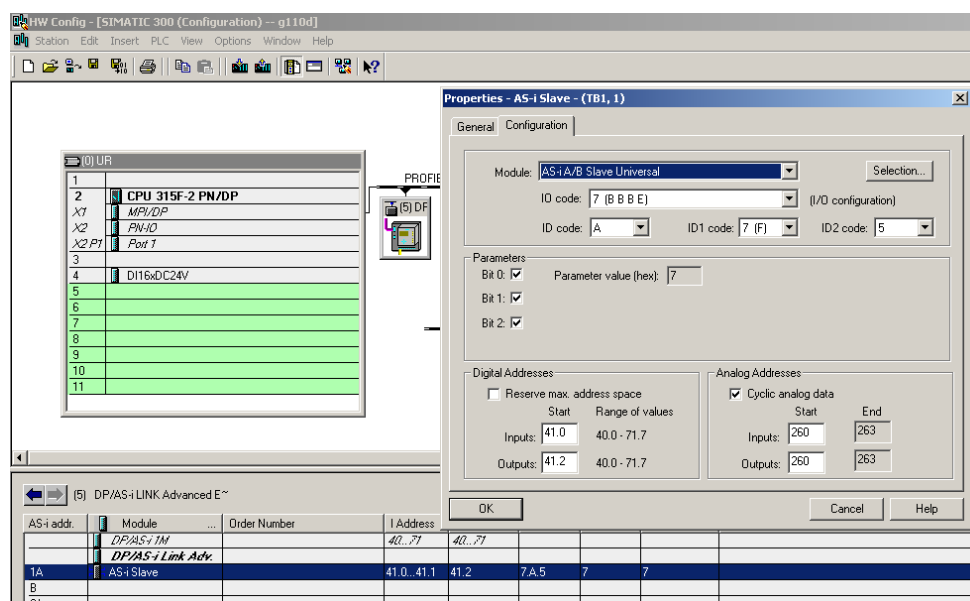 HW Config - [SIMATIC 300 (Configuration) -- g110d]
Station Edit Insert PLC View Options Window Help
Properties - AS-i Slave - (TB1, 1)
General Configuration
(0) UR
1
2 CPU 315F-2 PN/DP
X1 MPI/DP
X2 PN-IO
X2 P1 Port 1
3
4 DI16xDC24V
5
6
7
8
9
10
11
PROFIE
(5) DF
Module: AS-i A/B Slave Universal Selection...
IO code: 7 (B B B E) (I/O configuration)
ID code: A ID1 code: 7 (F) ID2 code: 5
Parameters
Bit 0: Parameter value (hex): 7
Bit 1:
Bit 2:
Digital Addresses Analog Addresses
Reserve max. address space Cyclic analog data
Start Range of values Start End
Inputs: 41.0 40.0 - 71.7 Inputs: 260 263
Outputs: 41.2 40.0 - 71.7 Outputs: 260 263
OK Cancel Help
(5) DP/AS-i LINK Advanced E~
AS-i addr. Module ... Order Number I Address
DP/AS-i 1M 40...71 40...71
DP/AS-i Link Adv.
1A AS-i Slave 41.0...41.1 41.2 7.A.5 7 7
B